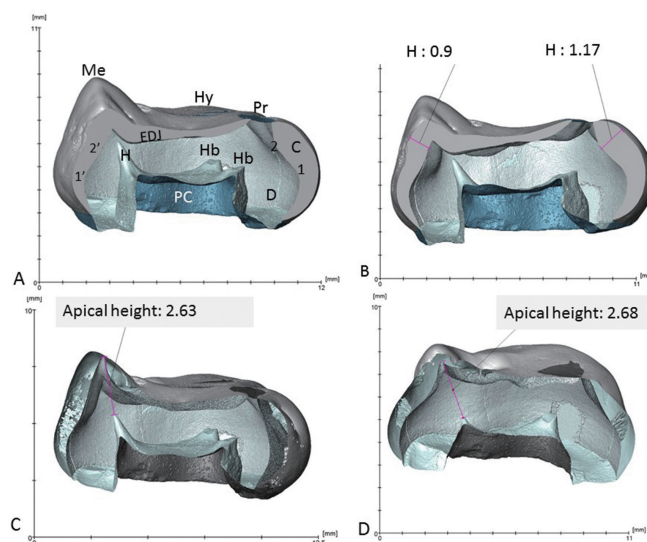 [mm]
11
Me
Hy
Pr
EDJ
2'
H
Hb
Hb
2
C
1
1'
D
PC
A
0
12
[mm]
[mm]
H : 0.9
H : 1.17
B
0
11
[mm]
[mm]
10
Apical height: 2.63
C
0
[mm]
[mm]
10
Apical height: 2.68
D
0
11
[mm]